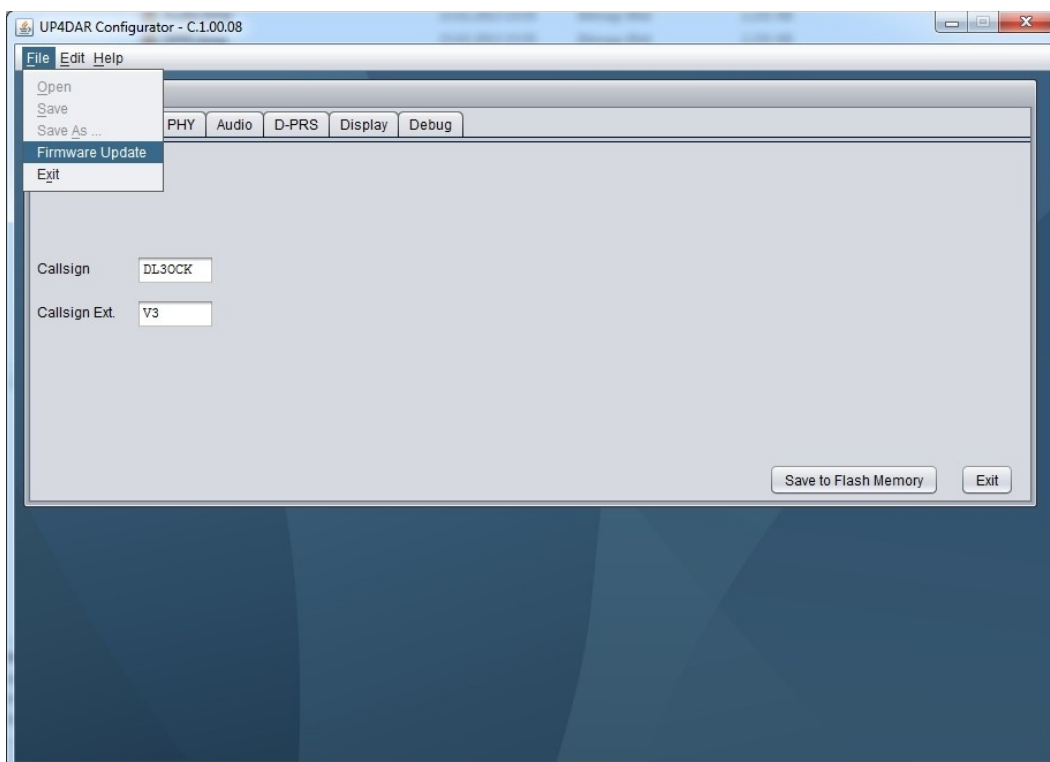 UP4DAR Configurator - C.1.00.08
File Edit Help
Open
Save
Save As ...
Firmware Update
Exit
PHY Audio D-PRS Display Debug
Callsign DL3OCK
Callsign Ext. V3
Save to Flash Memory Exit